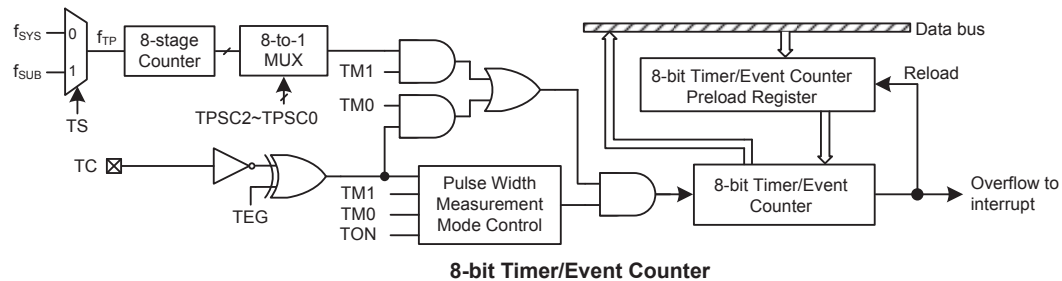 fSYS
0
fTP
8-stage
Counter
8-to-1
MUX
TM1
Data bus
fSUB
1
8-bit Timer/Event Counter
Preload Register
Reload
TM0
TS
TPSC2~TPSC0
TC
TEG
TM1
TM0
TON
Pulse Width
Measurement
Mode Control
8-bit Timer/Event
Counter
Overflow to
interrupt
8-bit Timer/Event Counter